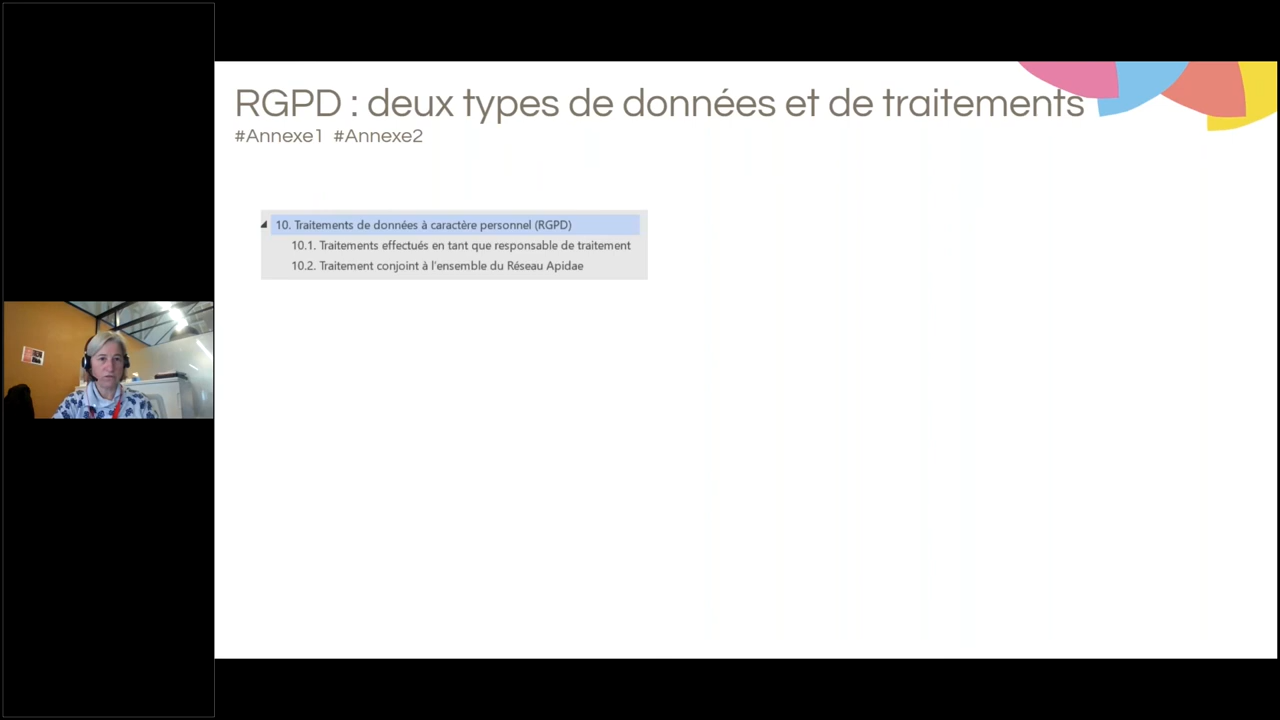 RGPD : deux types de données et de traitements
#Annexe1 #Annexe2
10. Traitements de données à caractère personnel (RGPD)
10.1. Traitements effectués en tant que responsable de traitement
10.2. Traitement conjoint à l'ensemble du Réseau Apidae